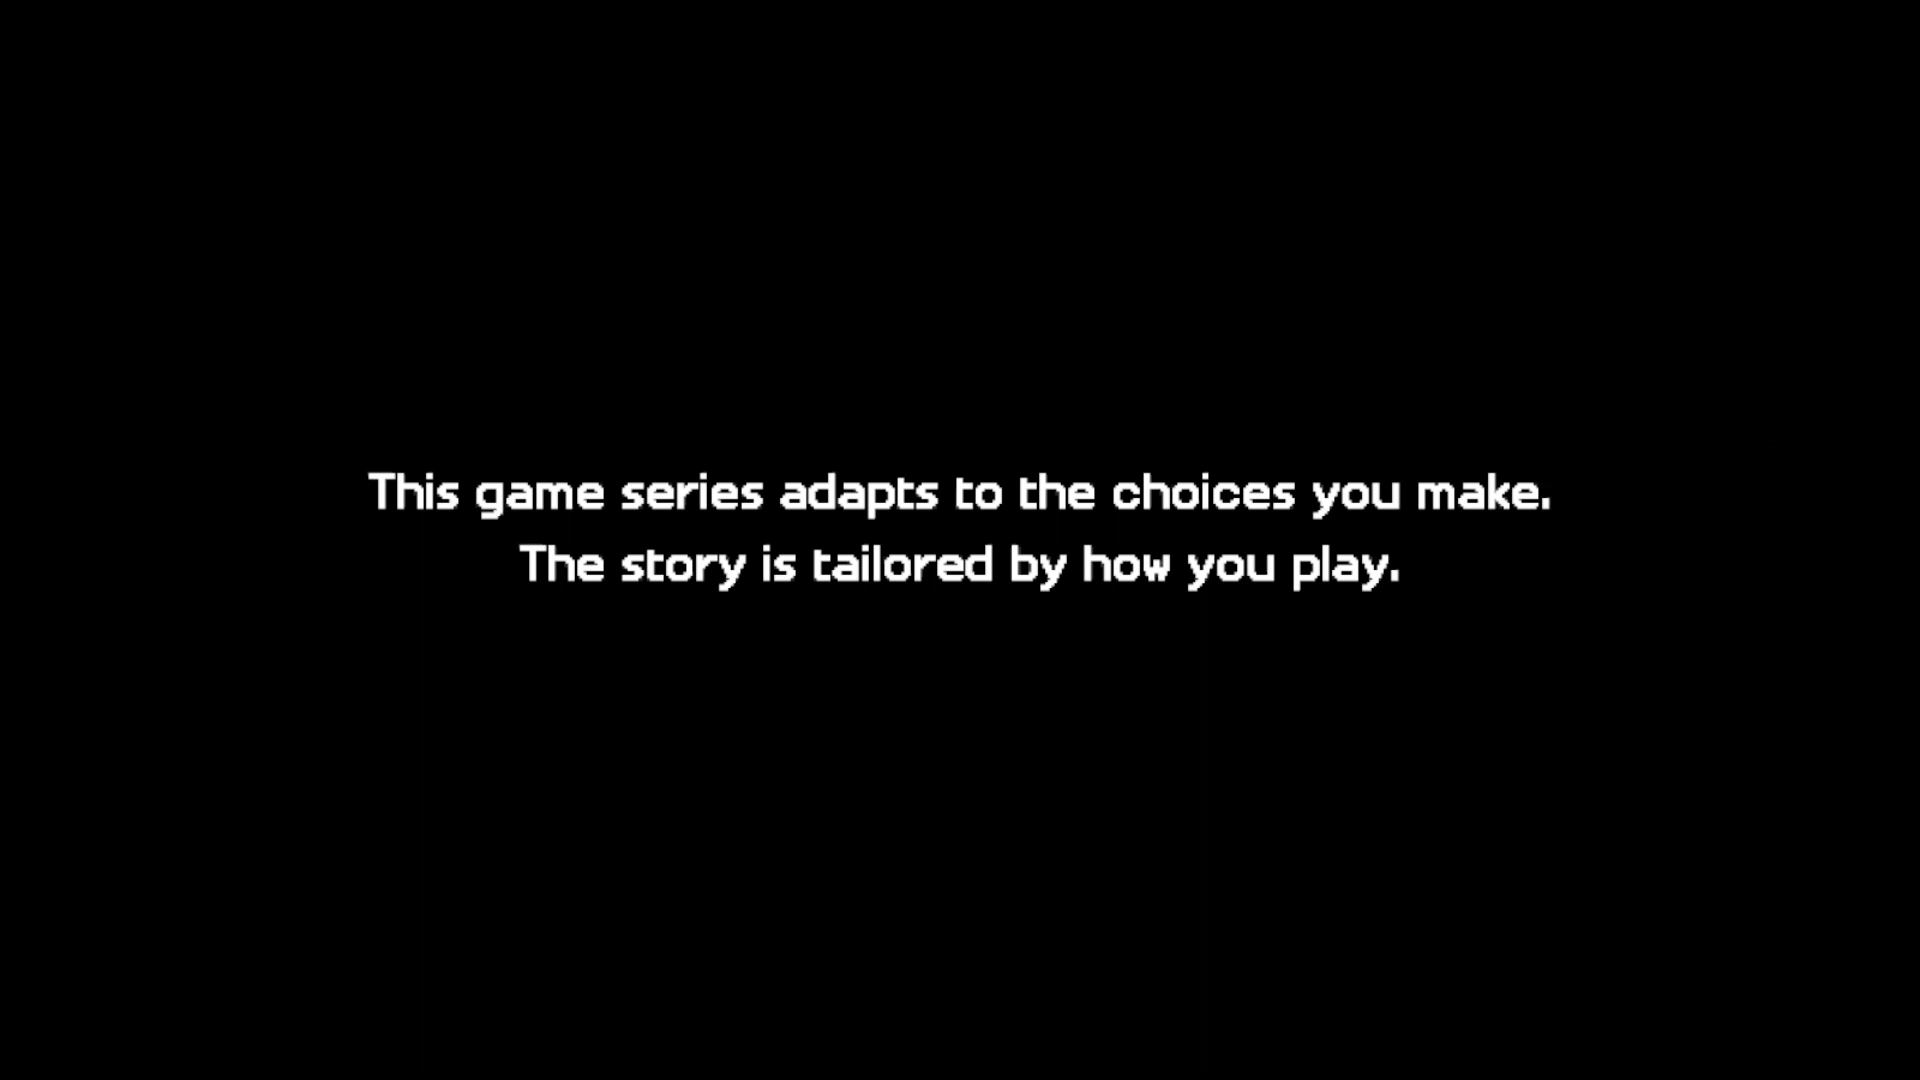 This game series adapts to the choices you make.
The story is tailored by how you play.